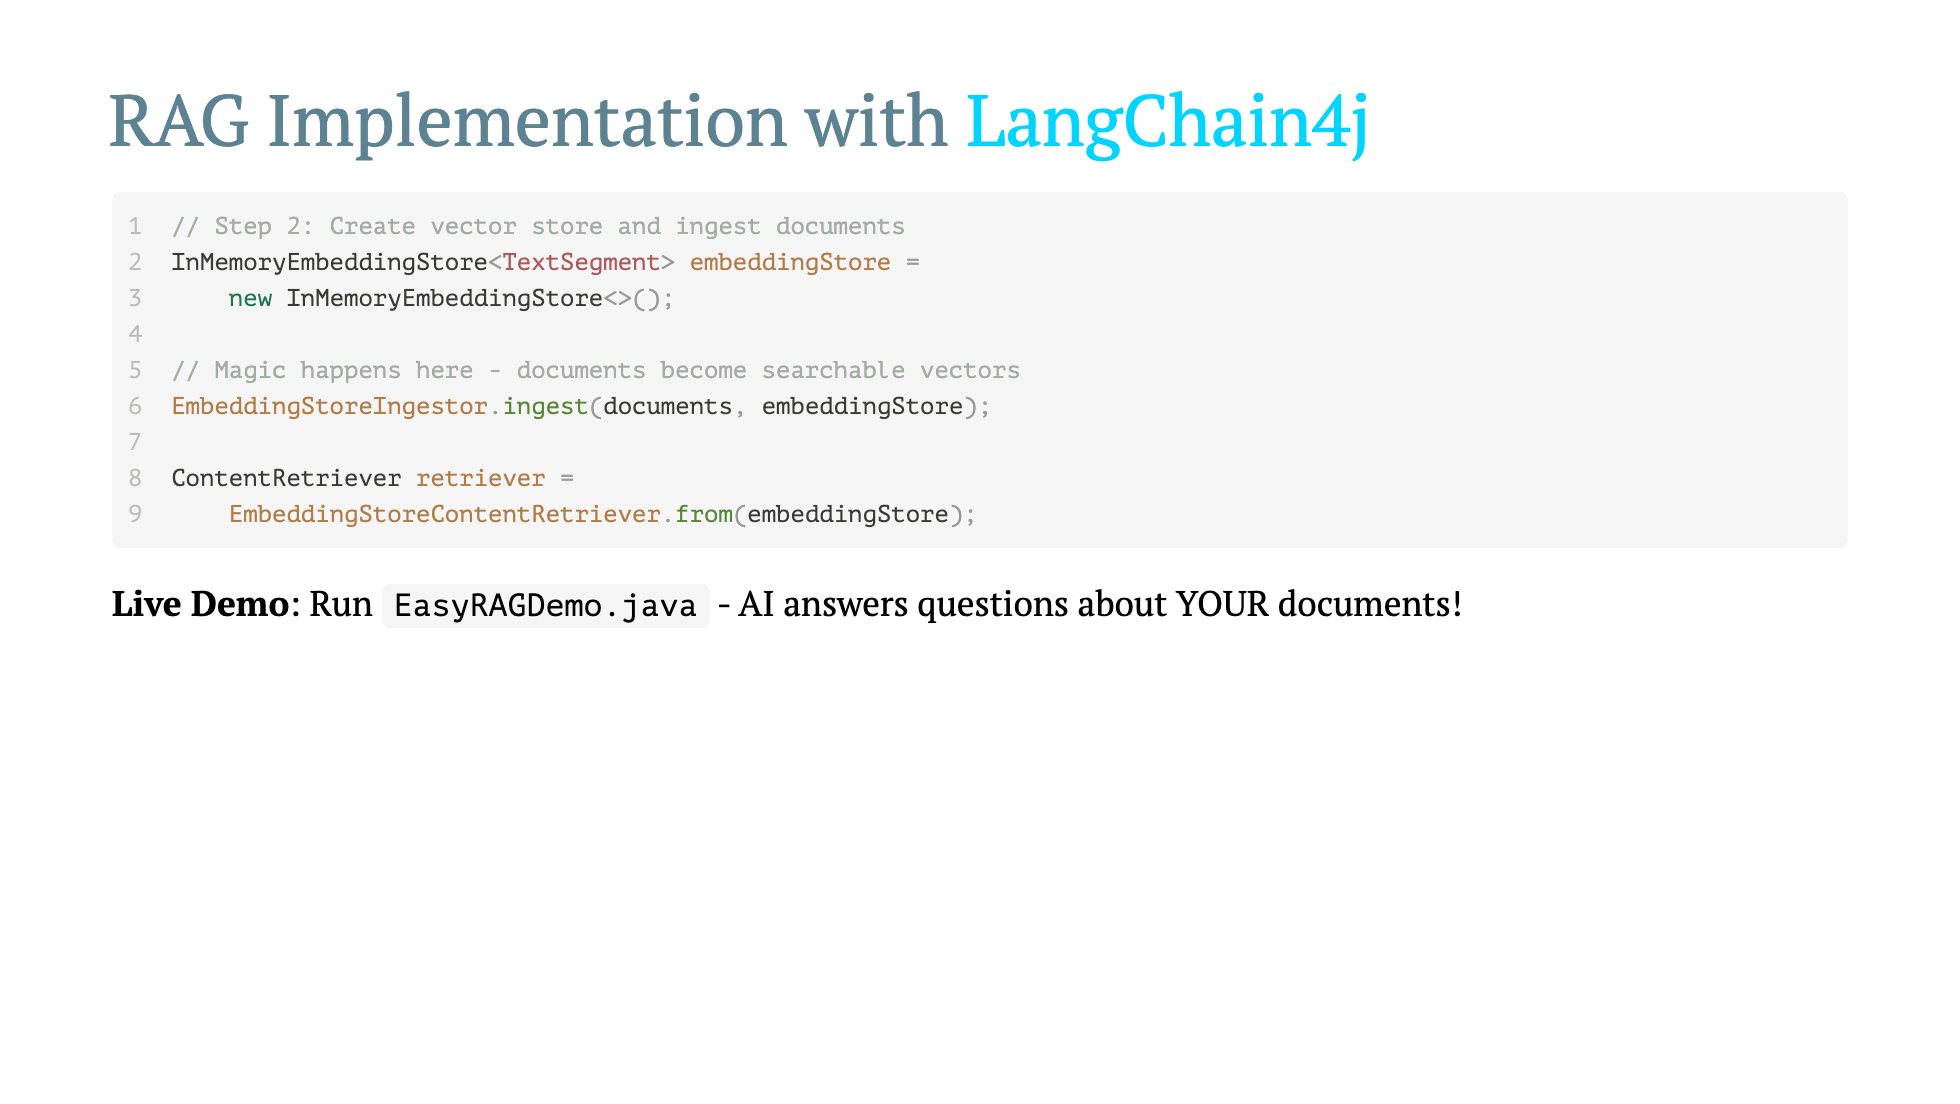 RAG Implementation with LangChain4j
1 // Step 2: Create vector store and ingest documents
2 InMemoryEmbeddingStore<TextSegment> embeddingStore =
3     new InMemoryEmbeddingStore<>();
4
5 // Magic happens here - documents become searchable vectors
6 EmbeddingStoreIngestor.ingest(documents, embeddingStore);
7
8 ContentRetriever retriever =
9     EmbeddingStoreContentRetriever.from(embeddingStore);
Live Demo: Run EasyRAGDemo.java - AI answers questions about YOUR documents!